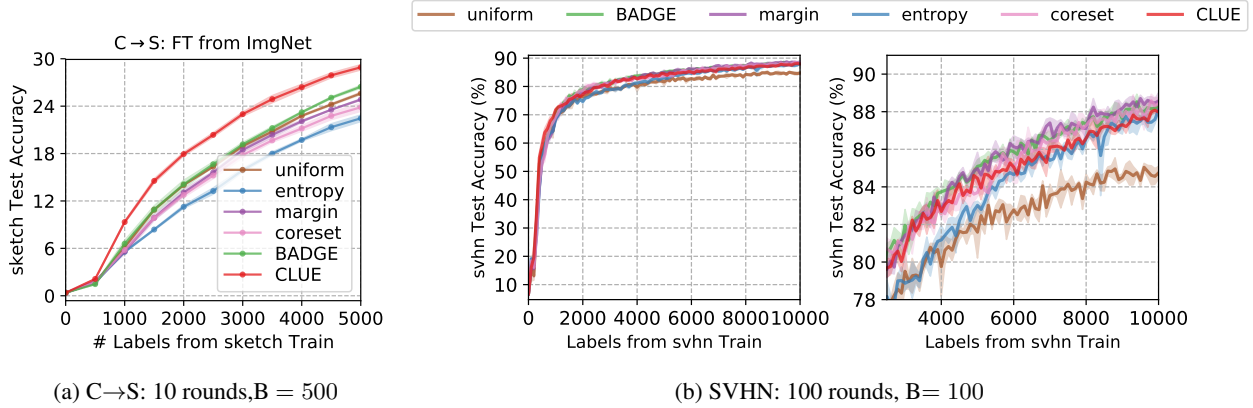 uniform BADGE margin entropy coreset CLUE
C→S: FT from ImgNet
sketch Test Accuracy
30
24
18
12
6
0
uniform
entropy
margin
coreset
BADGE
CLUE
0 1000 2000 3000 4000 5000
# Labels from sketch Train
svhn Test Accuracy (%)
90
80
70
60
50
40
30
20
10
0 2000 4000 6000 800010000
Labels from svhn Train
svhn Test Accuracy (%)
90
88
86
84
82
80
78
4000 6000 8000 10000
Labels from svhn Train
(a) C→S: 10 rounds,B = 500
(b) SVHN: 100 rounds, B= 100